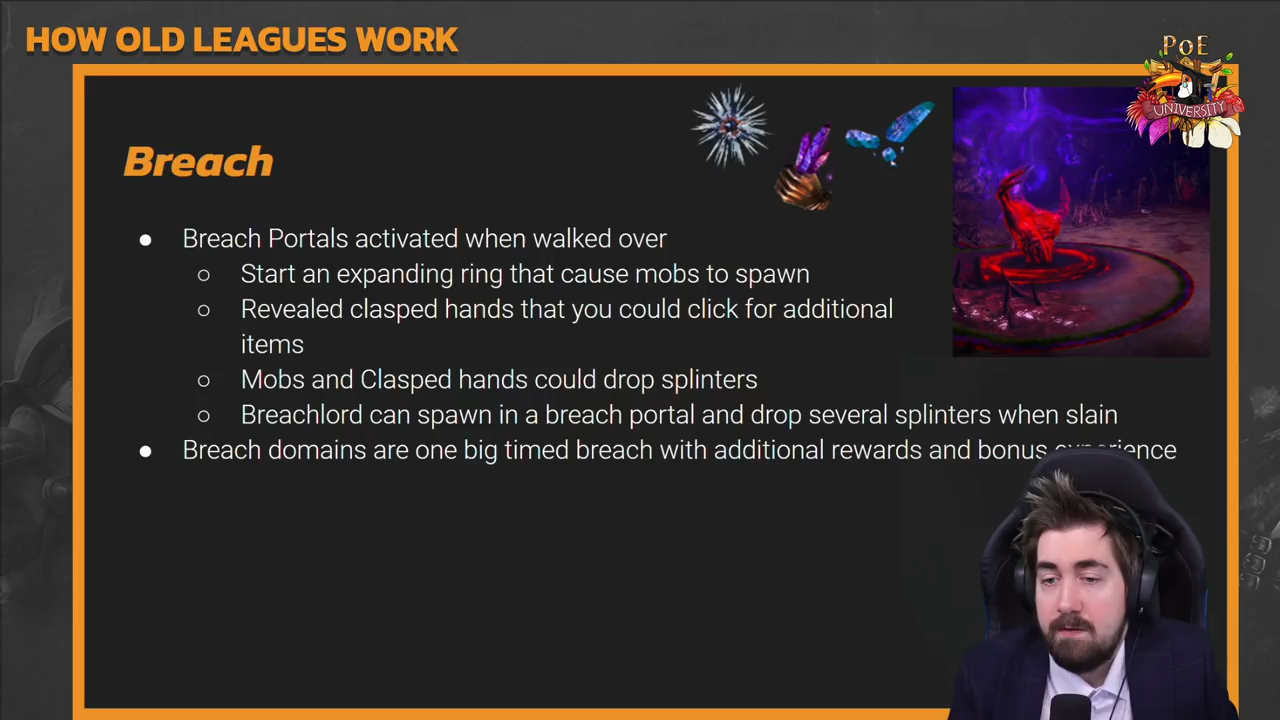 HOW OLD LEAGUES WORK
PoE
UNIVERSITY
Breach
● Breach Portals activated when walked over
○ Start an expanding ring that cause mobs to spawn
○ Revealed clasped hands that you could click for additional
items
○ Mobs and Clasped hands could drop splinters
○ Breachlord can spawn in a breach portal and drop several splinters when slain
● Breach domains are one big timed breach with additional rewards and bonus experience